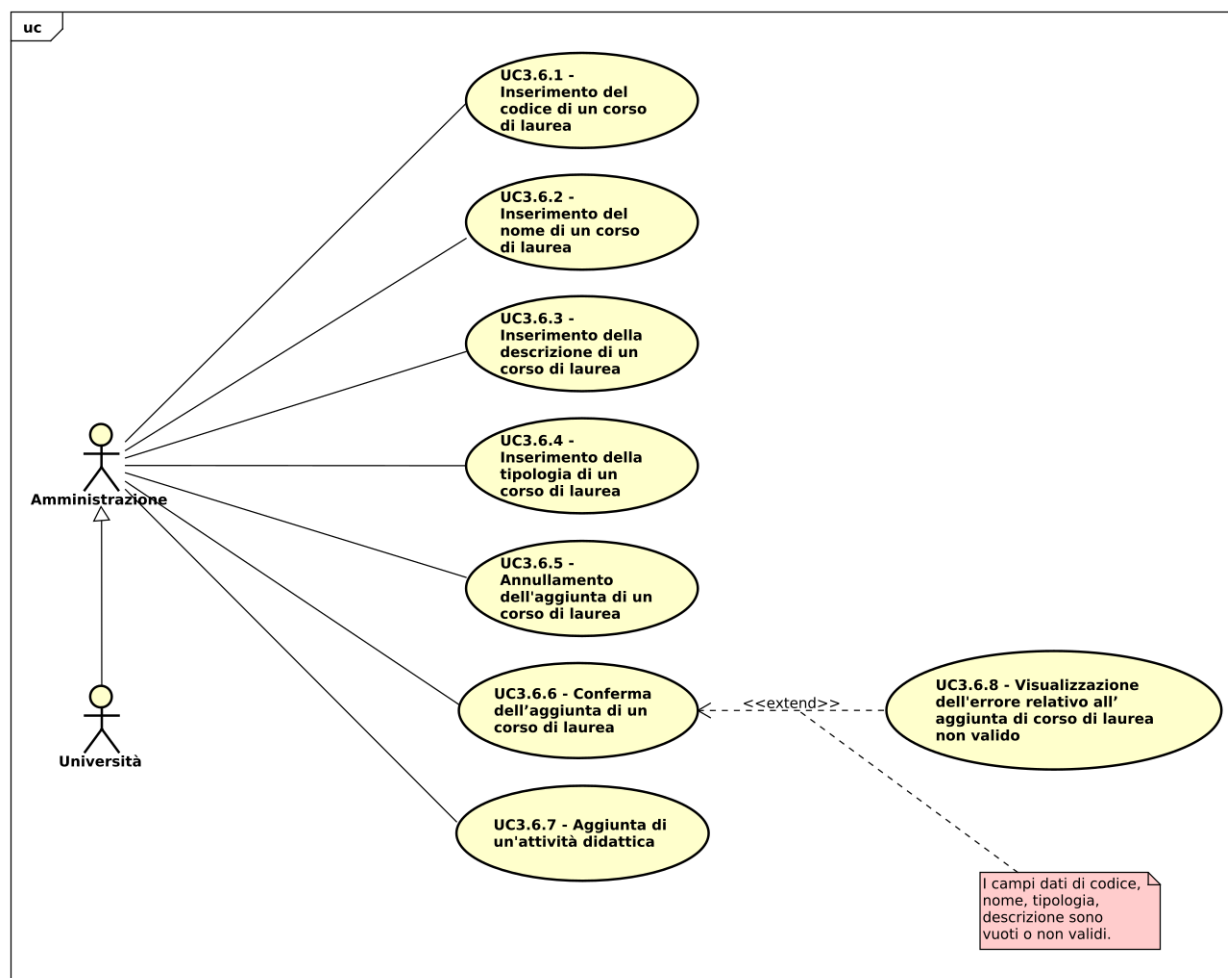 uc
UC3.6.1 -
Inserimento del
codice di un corso
di laurea
UC3.6.2 -
Inserimento del
nome di un corso
di laurea
UC3.6.3 -
Inserimento della
descrizione di un
corso di laurea
UC3.6.4 -
Inserimento della
tipologia di un
corso di laurea
Amministrazione
UC3.6.5 -
Annullamento
dell'aggiunta di un
corso di laurea
UC3.6.6 - Conferma
dell’aggiunta di un
corso di laurea
<<extend>>
UC3.6.8 - Visualizzazione
dell'errore relativo all’
aggiunta di corso di laurea
non valido
Università
UC3.6.7 - Aggiunta di
un'attività didattica
I campi dati di codice,
nome, tipologia,
descrizione sono
vuoti o non validi.